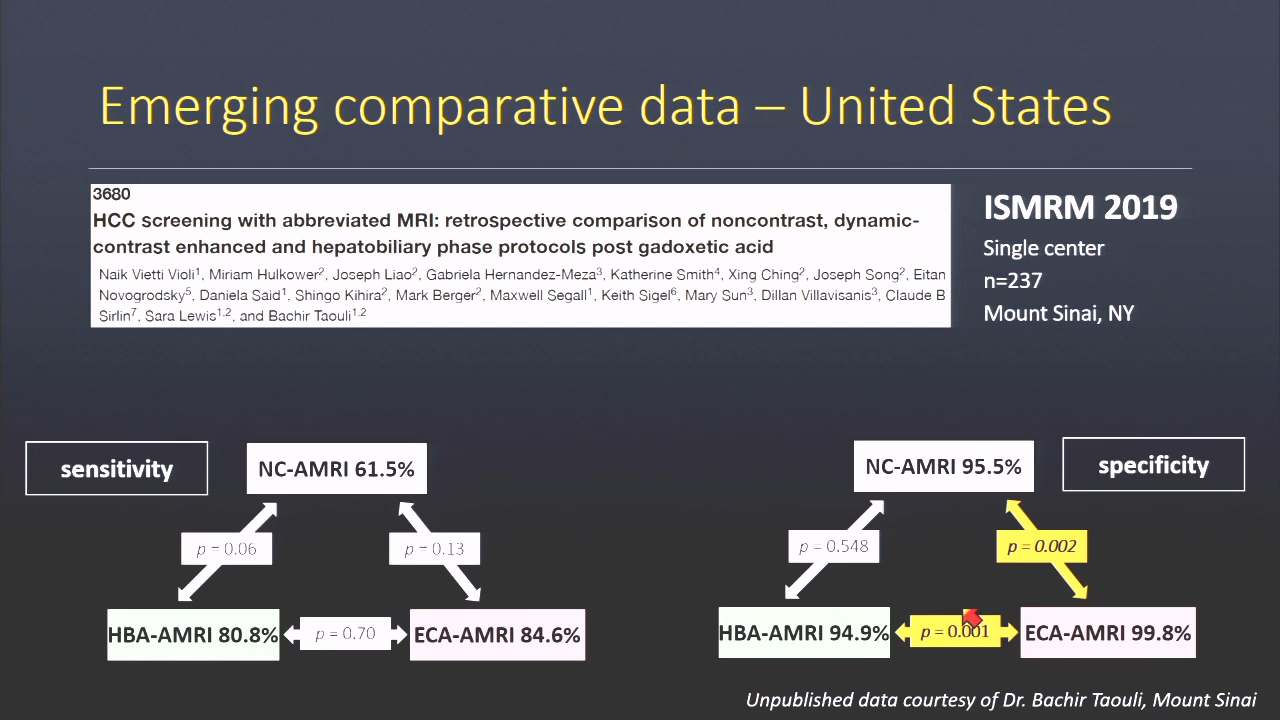 Emerging comparative data – United States
3680
HCC screening with abbreviated MRI: retrospective comparison of noncontrast, dynamic-
contrast enhanced and hepatobiliary phase protocols post gadoxetic acid
Naik Vietti Violi¹, Miriam Hulkower², Joseph Liao², Gabriela Hernandez-Meza³, Katherine Smith⁴, Xing Ching², Joseph Song², Eitan
Novogrodsky⁵, Daniela Said¹, Shingo Kihira², Mark Berger², Maxwell Segall¹, Keith Sigel⁶, Mary Sun³, Dillan Villavisanis³, Claude B
Sirlin⁷, Sara Lewis¹,², and Bachir Taouli¹,²
ISMRM 2019
Single center
n=237
Mount Sinai, NY
sensitivity
NC-AMRI 61.5%
p = 0.06
p = 0.13
HBA-AMRI 80.8%
p = 0.70
ECA-AMRI 84.6%
NC-AMRI 95.5%
specificity
p = 0.548
p = 0.002
HBA-AMRI 94.9%
p = 0.001
ECA-AMRI 99.8%
Unpublished data courtesy of Dr. Bachir Taouli, Mount Sinai